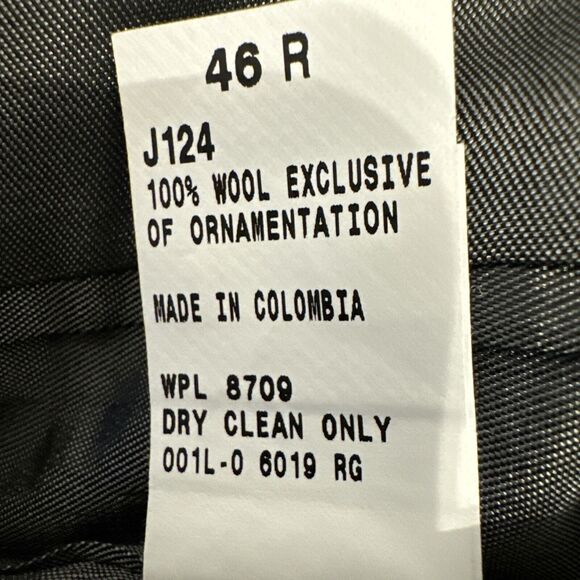 46 R
J124
100% WOOL EXCLUSIVE
OF ORNAMENTATION
MADE IN COLOMBIA
WPL 8709
DRY CLEAN ONLY
001L-0 6019 RG